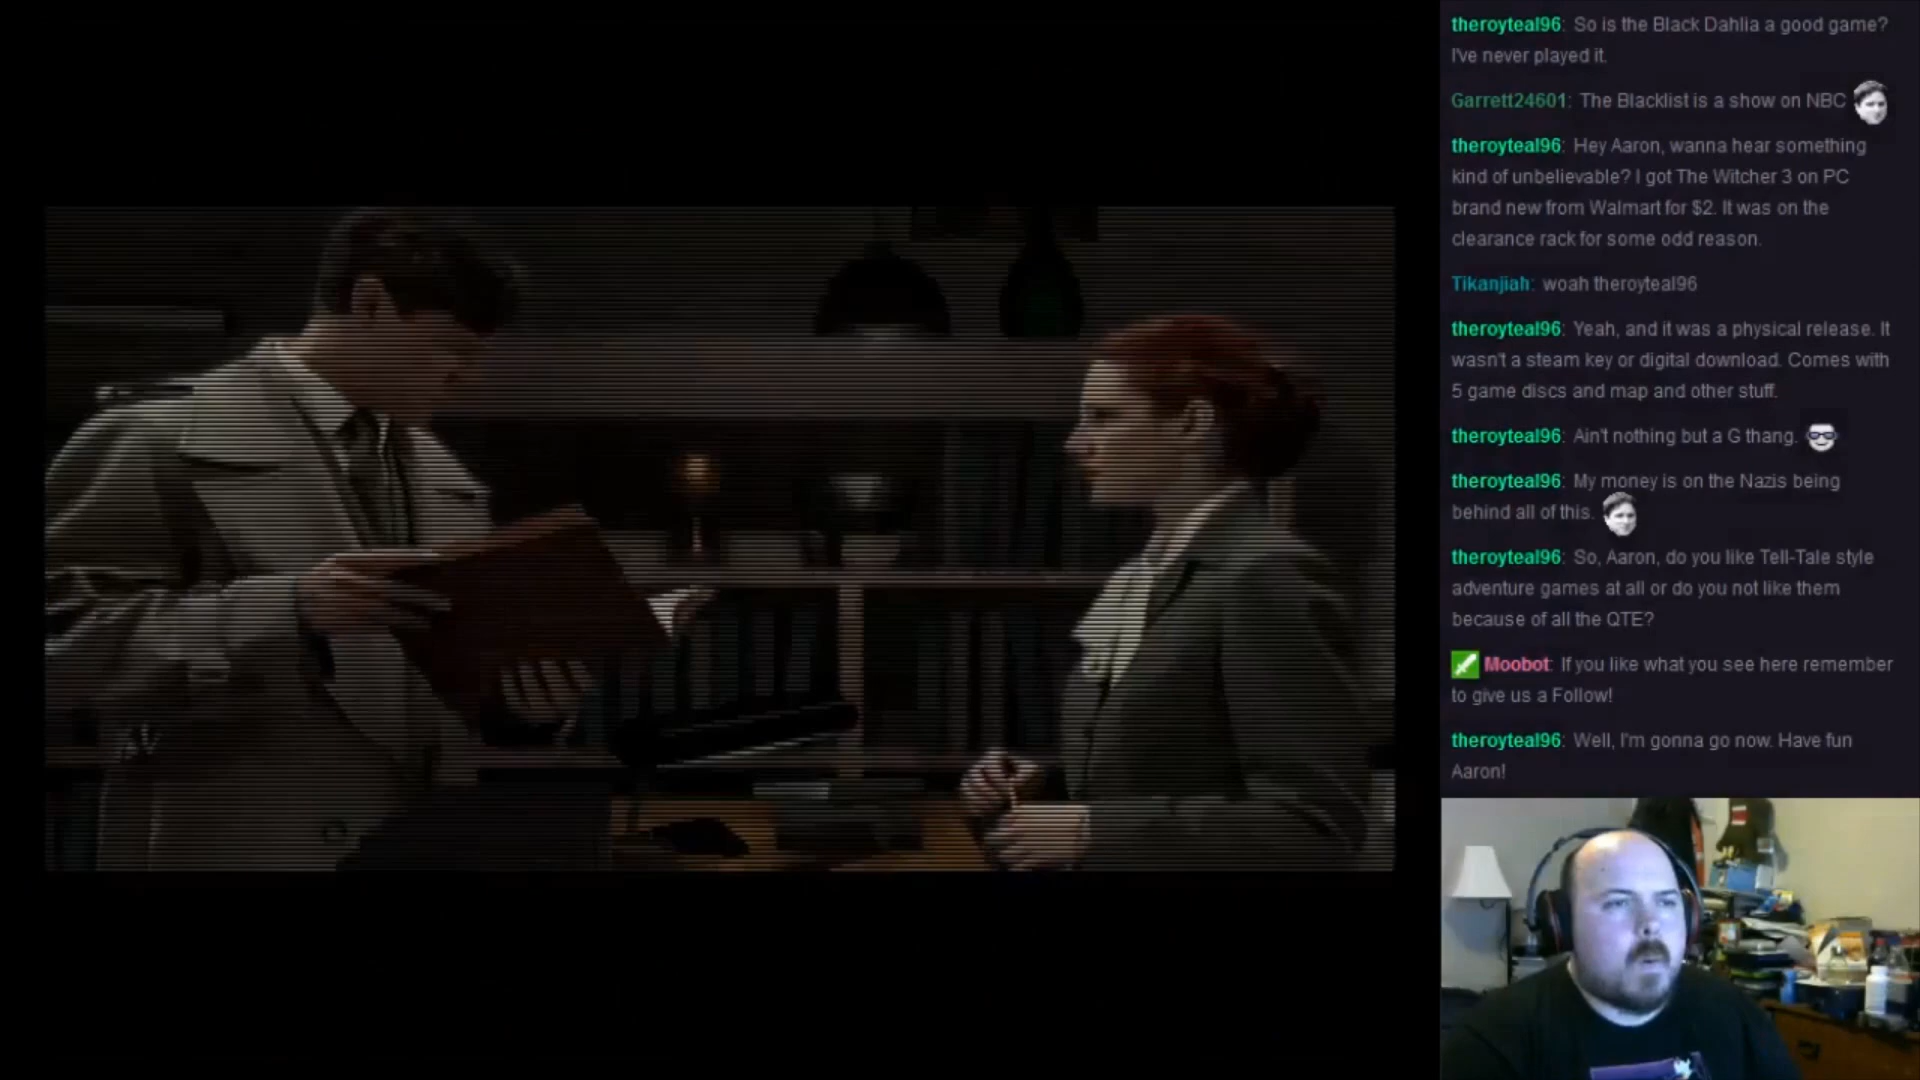 theroyteal96: So is the Black Dahlia a good game?
I've never played it.
Garrett24601: The Blacklist is a show on NBC
theroyteal96: Hey Aaron, wanna hear something
kind of unbelievable? I got The Witcher 3 on PC
brand new from Walmart for $2. It was on the
clearance rack for some odd reason.
Tikanjiah: woah theroyteal96
theroyteal96: Yeah, and it was a physical release. It
wasn't a steam key or digital download. Comes with
5 game discs and map and other stuff.
theroyteal96: Ain't nothing but a G thang.
theroyteal96: My money is on the Nazis being
behind all of this.
theroyteal96: So, Aaron, do you like Tell-Tale style
adventure games at all or do you not like them
because of all the QTE?
Moobot: If you like what you see here remember
to give us a Follow!
theroyteal96: Well, I'm gonna go now. Have fun
Aaron!